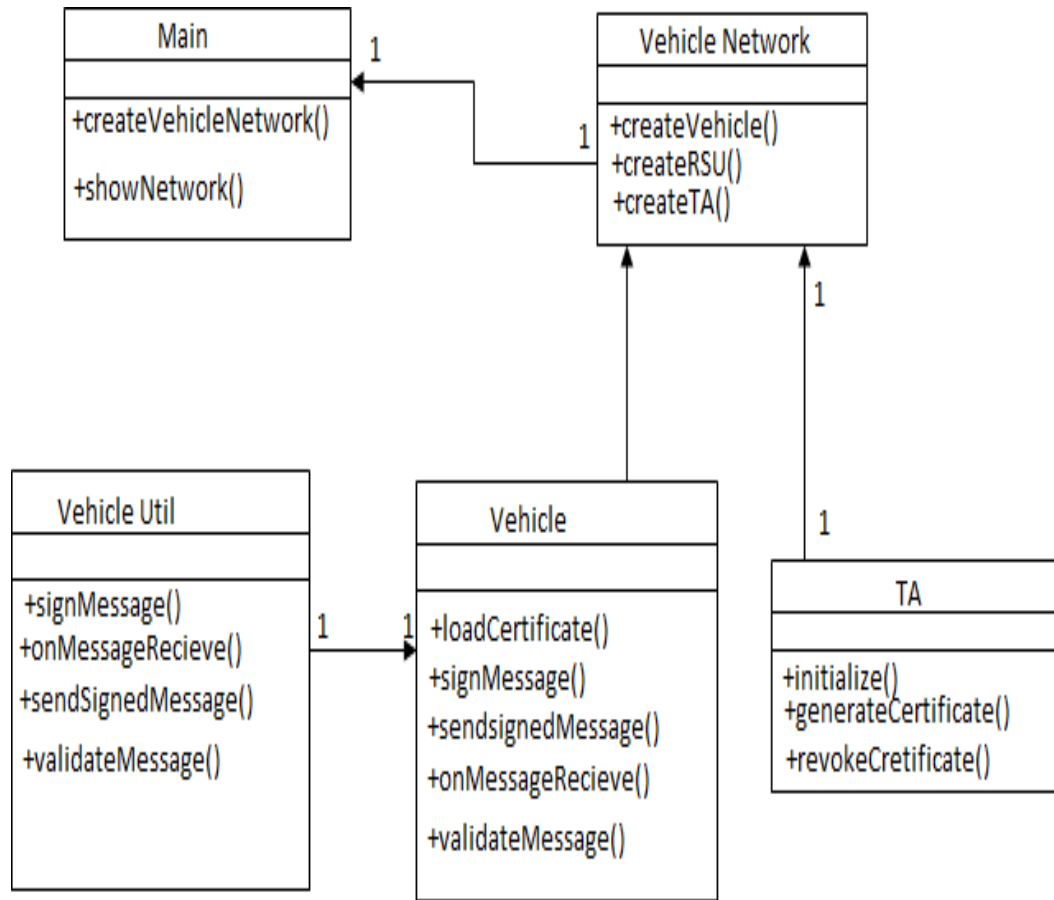 Main
+createVehicleNetwork()
+showNetwork()
1
Vehicle Network
+createVehicle()
+createRSU()
+createTA()
1
1
1
Vehicle Util
+signMessage()
+onMessageRecieve()
+sendSignedMessage()
+validateMessage()
1
1
Vehicle
+loadCertificate()
+signMessage()
+sendsignedMessage()
+onMessageRecieve()
+validateMessage()
TA
+initialize()
+generateCertificate()
+revokeCretificate()